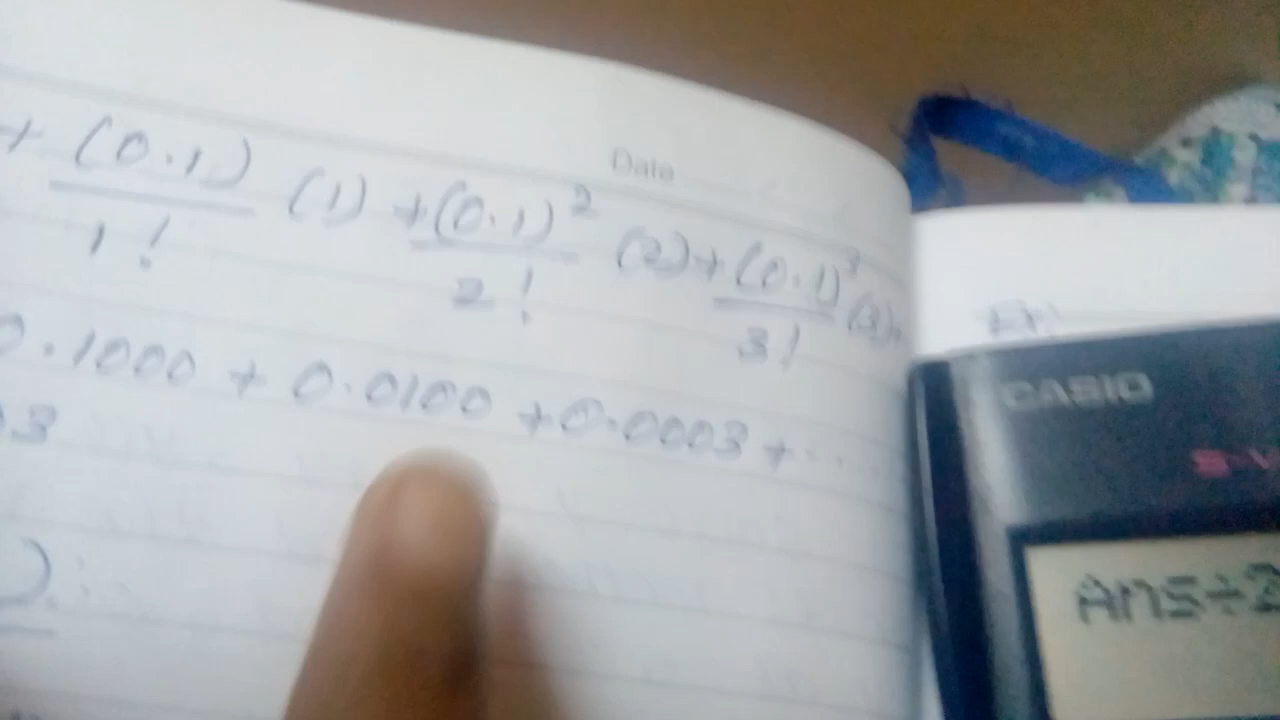 Date
+ (0.1)/1! (1) + (0.1)²/2! (2) + (0.1)³/3!
0.1000 + 0.0100 + 0.0003 + ...
3
)
CASIO
Ans÷2